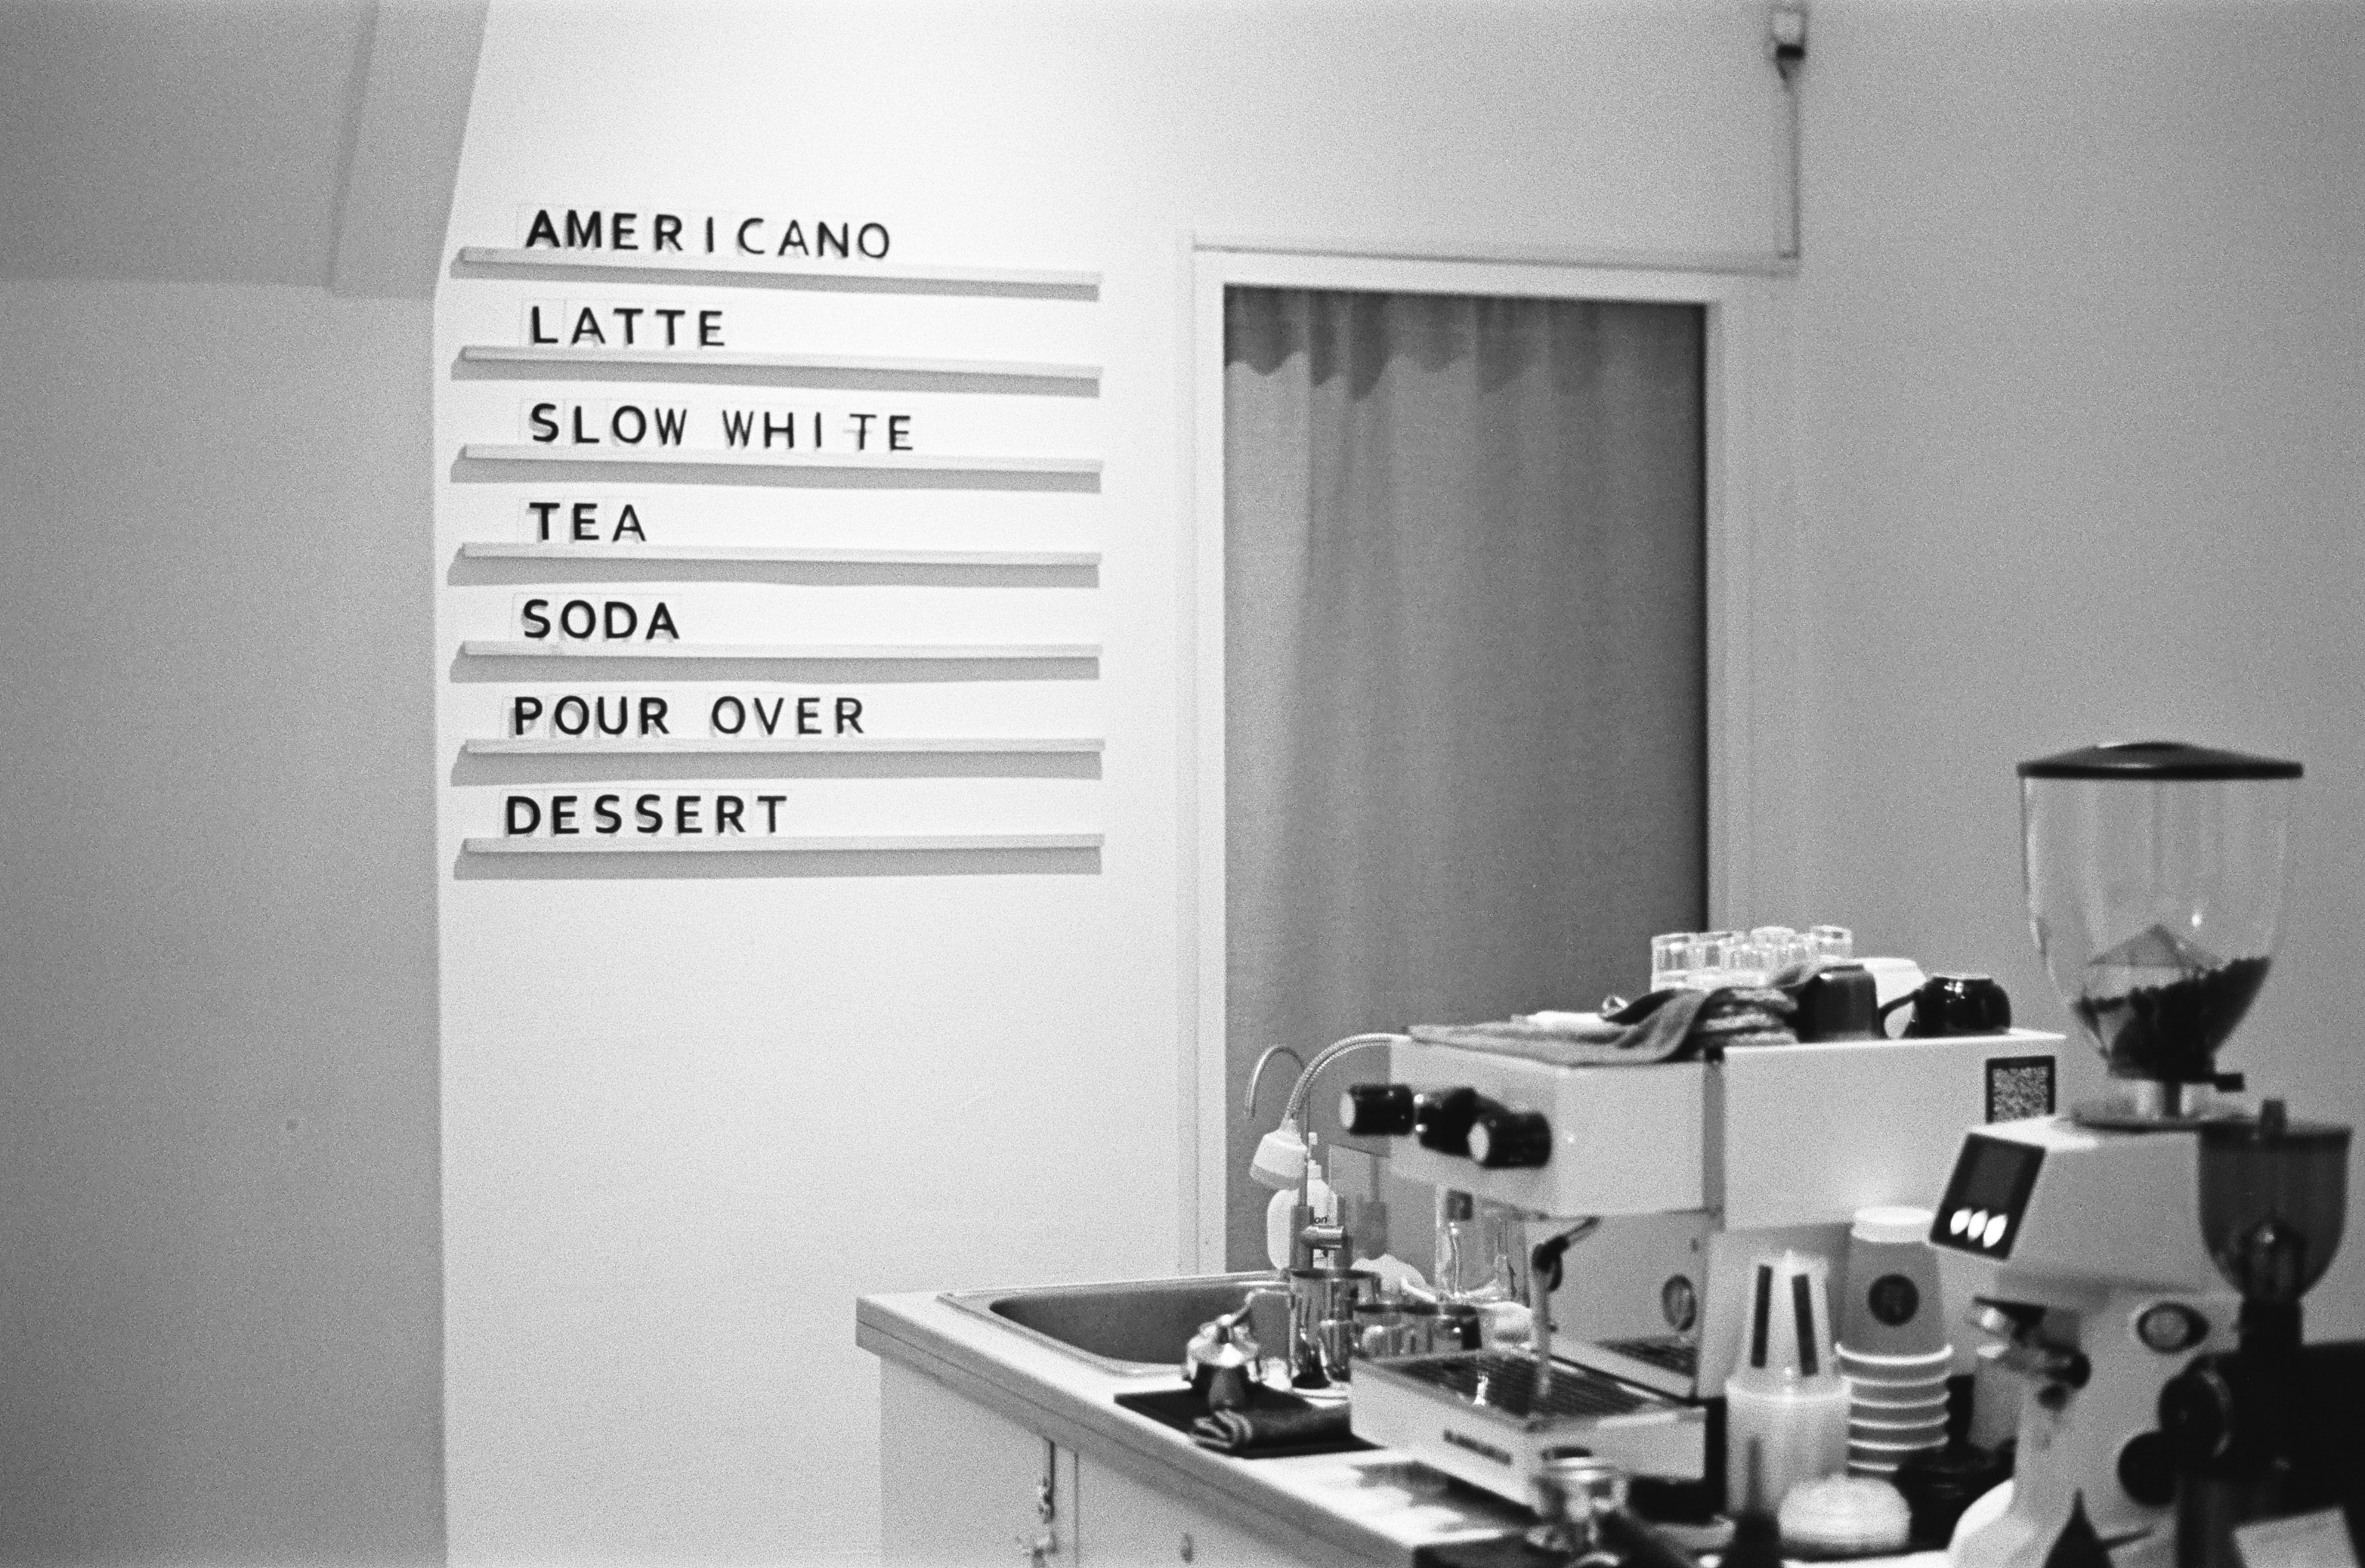 AMERICANO
LATTE
SLOW WHITE
TEA
SODA
POUR OVER
DESSERT